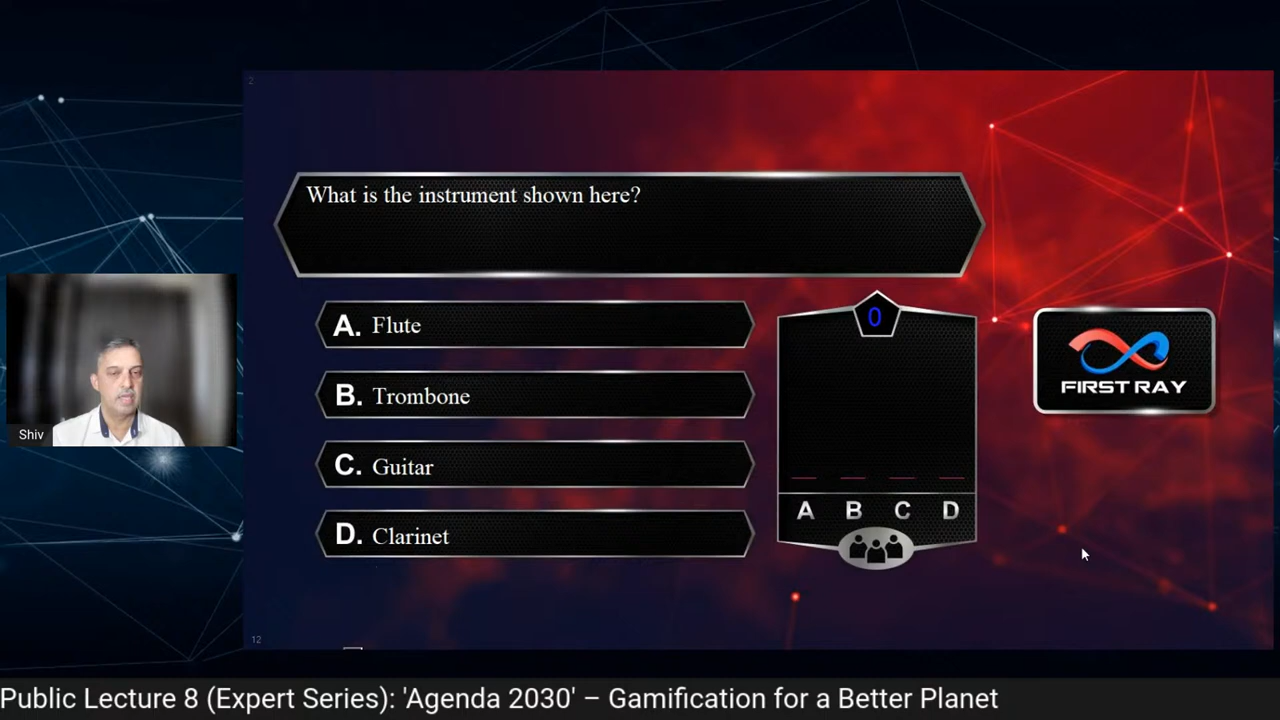 2
What is the instrument shown here?
A. Flute
B. Trombone
C. Guitar
D. Clarinet
0
A B C D
FIRST RAY
Shiv
12
Public Lecture 8 (Expert Series): 'Agenda 2030' – Gamification for a Better Planet